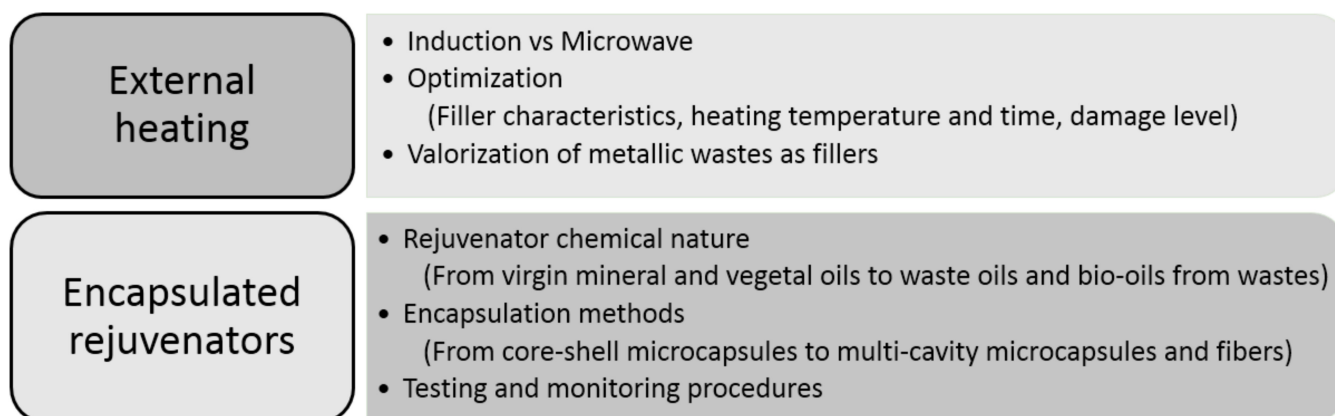 External
heating
• Induction vs Microwave
• Optimization
(Filler characteristics, heating temperature and time, damage level)
• Valorization of metallic wastes as fillers
Encapsulated
rejuvenators
• Rejuvenator chemical nature
(From virgin mineral and vegetal oils to waste oils and bio-oils from wastes)
• Encapsulation methods
(From core-shell microcapsules to multi-cavity microcapsules and fibers)
• Testing and monitoring procedures